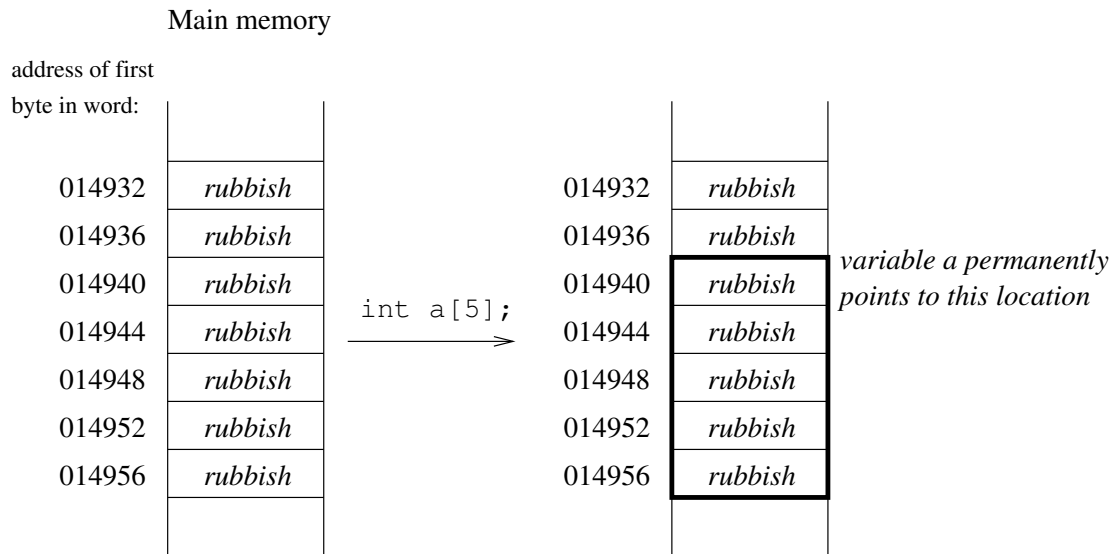 Main memory
address of first
byte in word:
014932 rubbish 014932 rubbish
014936 rubbish 014936 rubbish
variable a permanently
014940 rubbish 014940 rubbish
points to this location
int a[5];
014944 rubbish 014944 rubbish
014948 rubbish 014948 rubbish
014952 rubbish 014952 rubbish
014956 rubbish 014956 rubbish